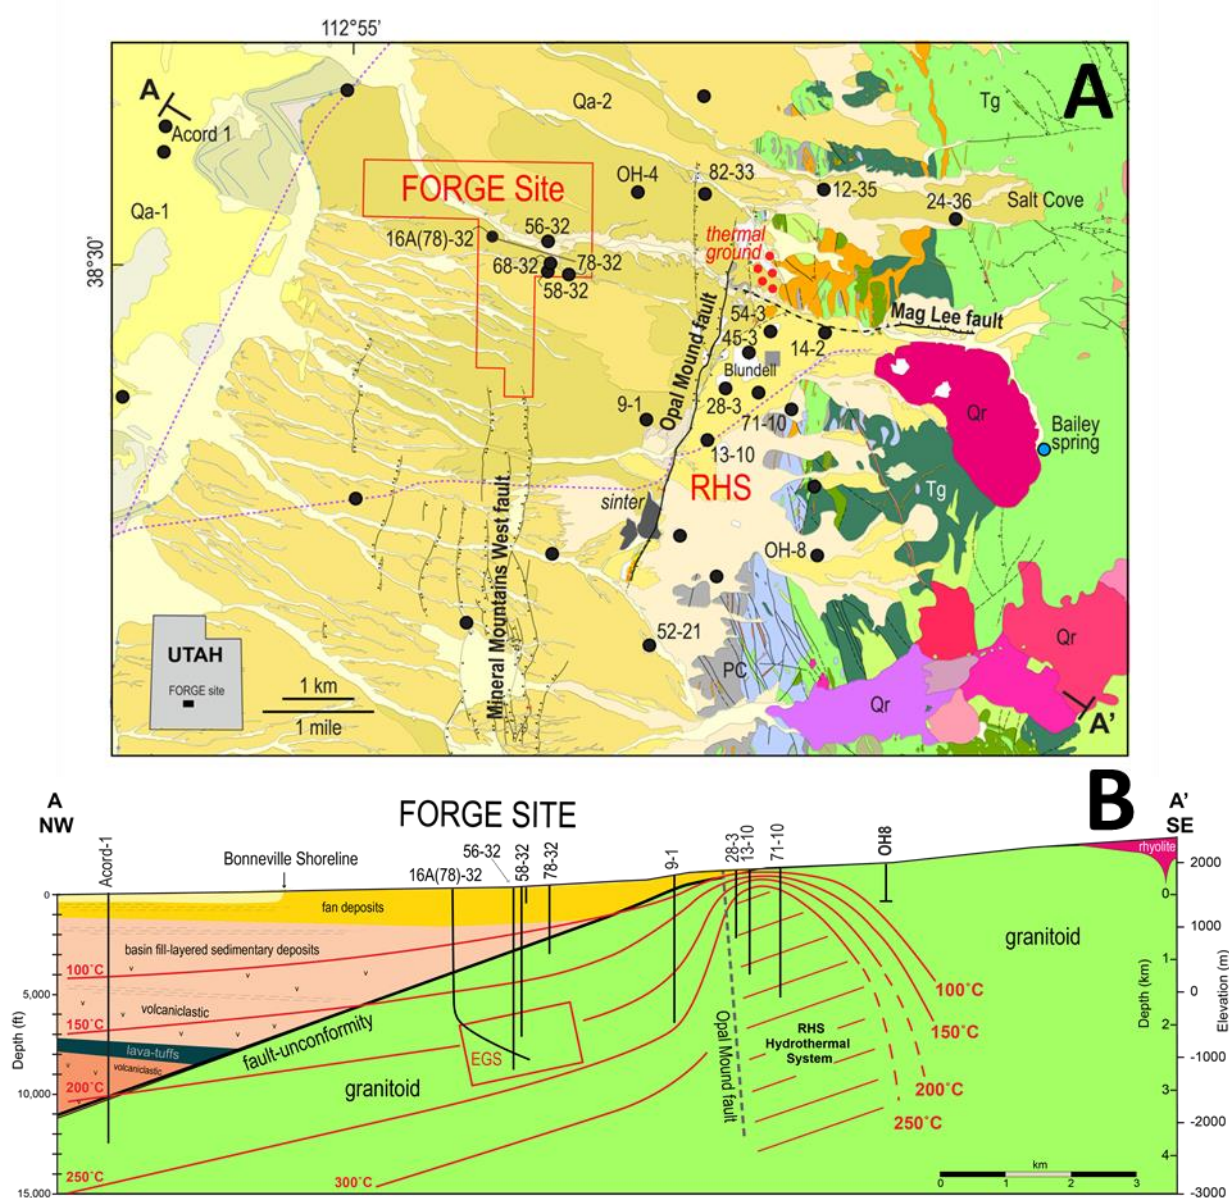 112°55'
A
A
Qa-2
Tg
Acord 1
FORGE Site
OH-4
82-33
12-35
24-36
Salt Cove
Qa-1
56-32
16A(78)-32
thermal
ground
38°30'
68-32
78-32
58-32
54-3
Mag Lee fault
45-3
14-2
Opal Mound fault
Blundell
9-1
28-3
71-10
Qr
Bailey
spring
13-10
RHS
Tg
sinter
Mineral Mountains West fault
OH-8
UTAH
FORGE site
52-21
PC
Qr
Qr
1 km
1 mile
A'
B
A
NW
FORGE SITE
A'
SE
Acord-1
Bonneville Shoreline
16A(78)-32
56-32
58-32
78-32
9-1
28-3
13-10
71-10
OH8
rhyolite
2000
0
0
fan deposits
1000
basin fill-layered sedimentary deposits
granitoid
100°C
1
100°C
0
5,000
volcaniclastic
150°C
150°C
2
Depth (ft)
Depth (km)
Elevation (m)
lava-tuffs
fault-unconformity
EGS
Opal Mound fault
RHS
Hydrothermal
System
-1000
volcaniclastic
200°C
granitoid
200°C
3
10,000
250°C
-2000
4
250°C
300°C
km
0
1
2
3
15,000
-3000